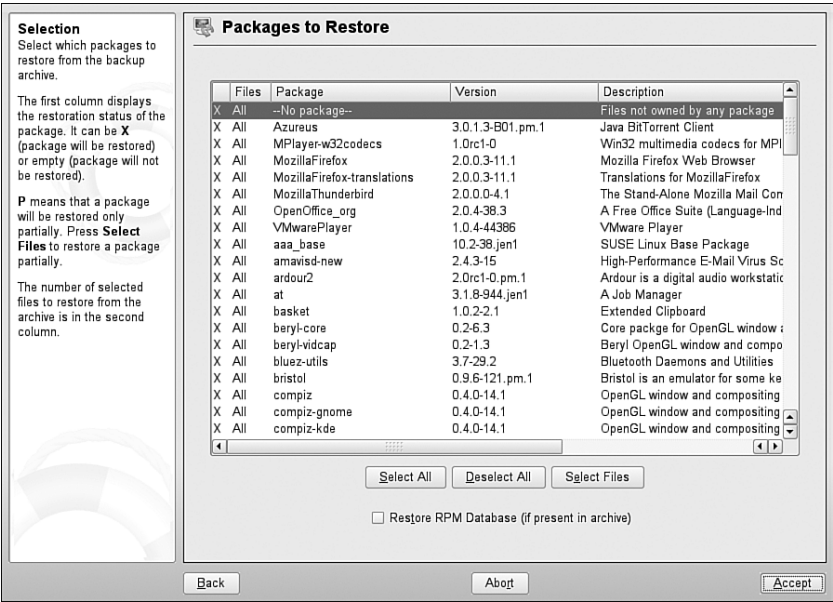 Selection
Select which packages to
restore from the backup
archive.
The first column displays
the restoration status of the
package. It can be X
(package will be restored)
or empty (package will not
be restored).
P means that a package
will be restored only
partially. Press Select
Files to restore a package
partially.
The number of selected
files to restore from the
archive is in the second
column.
Packages to Restore
Files Package Version Description
X All --No package-- Files not owned by any package
X All Azureus 3.0.1.3-B01.pm.1 Java BitTorrent Client
X All MPlayer-w32codecs 1.0rc1-0 Win32 multimedia codecs for MPl
X All MozillaFirefox 2.0.0.3-11.1 Mozilla Firefox Web Browser
X All MozillaFirefox-translations 2.0.0.3-11.1 Translations for MozillaFirefox
X All MozillaThunderbird 2.0.0.0-4.1 The Stand-Alone Mozilla Mail Com
X All OpenOffice_org 2.0.4-38.3 A Free Office Suite (Language-Ind
X All VMwarePlayer 1.0.4-44386 VMware Player
X All aaa_base 10.2-38.jen1 SUSE Linux Base Package
X All amavisd-new 2.4.3-15 High-Performance E-Mail Virus Sc
X All ardour2 2.0rc1-0.pm.1 Ardour is a digital audio workstatio
X All at 3.1.8-944.jen1 A Job Manager
X All basket 1.0.2-2.1 Extended Clipboard
X All beryl-core 0.2-6.3 Core packge for OpenGL window a
X All beryl-vidcap 0.2-1.3 Beryl OpenGL window and compo
X All bluez-utils 3.7-29.2 Bluetooth Daemons and Utilities
X All bristol 0.9.6-121.pm.1 Bristol is an emulator for some ke
X All compiz 0.4.0-14.1 OpenGL window and compositing
X All compiz-gnome 0.4.0-14.1 OpenGL window and compositing
X All compiz-kde 0.4.0-14.1 OpenGL window and compositing
Select All Deselect All Select Files
Restore RPM Database (if present in archive)
Back Abort Accept